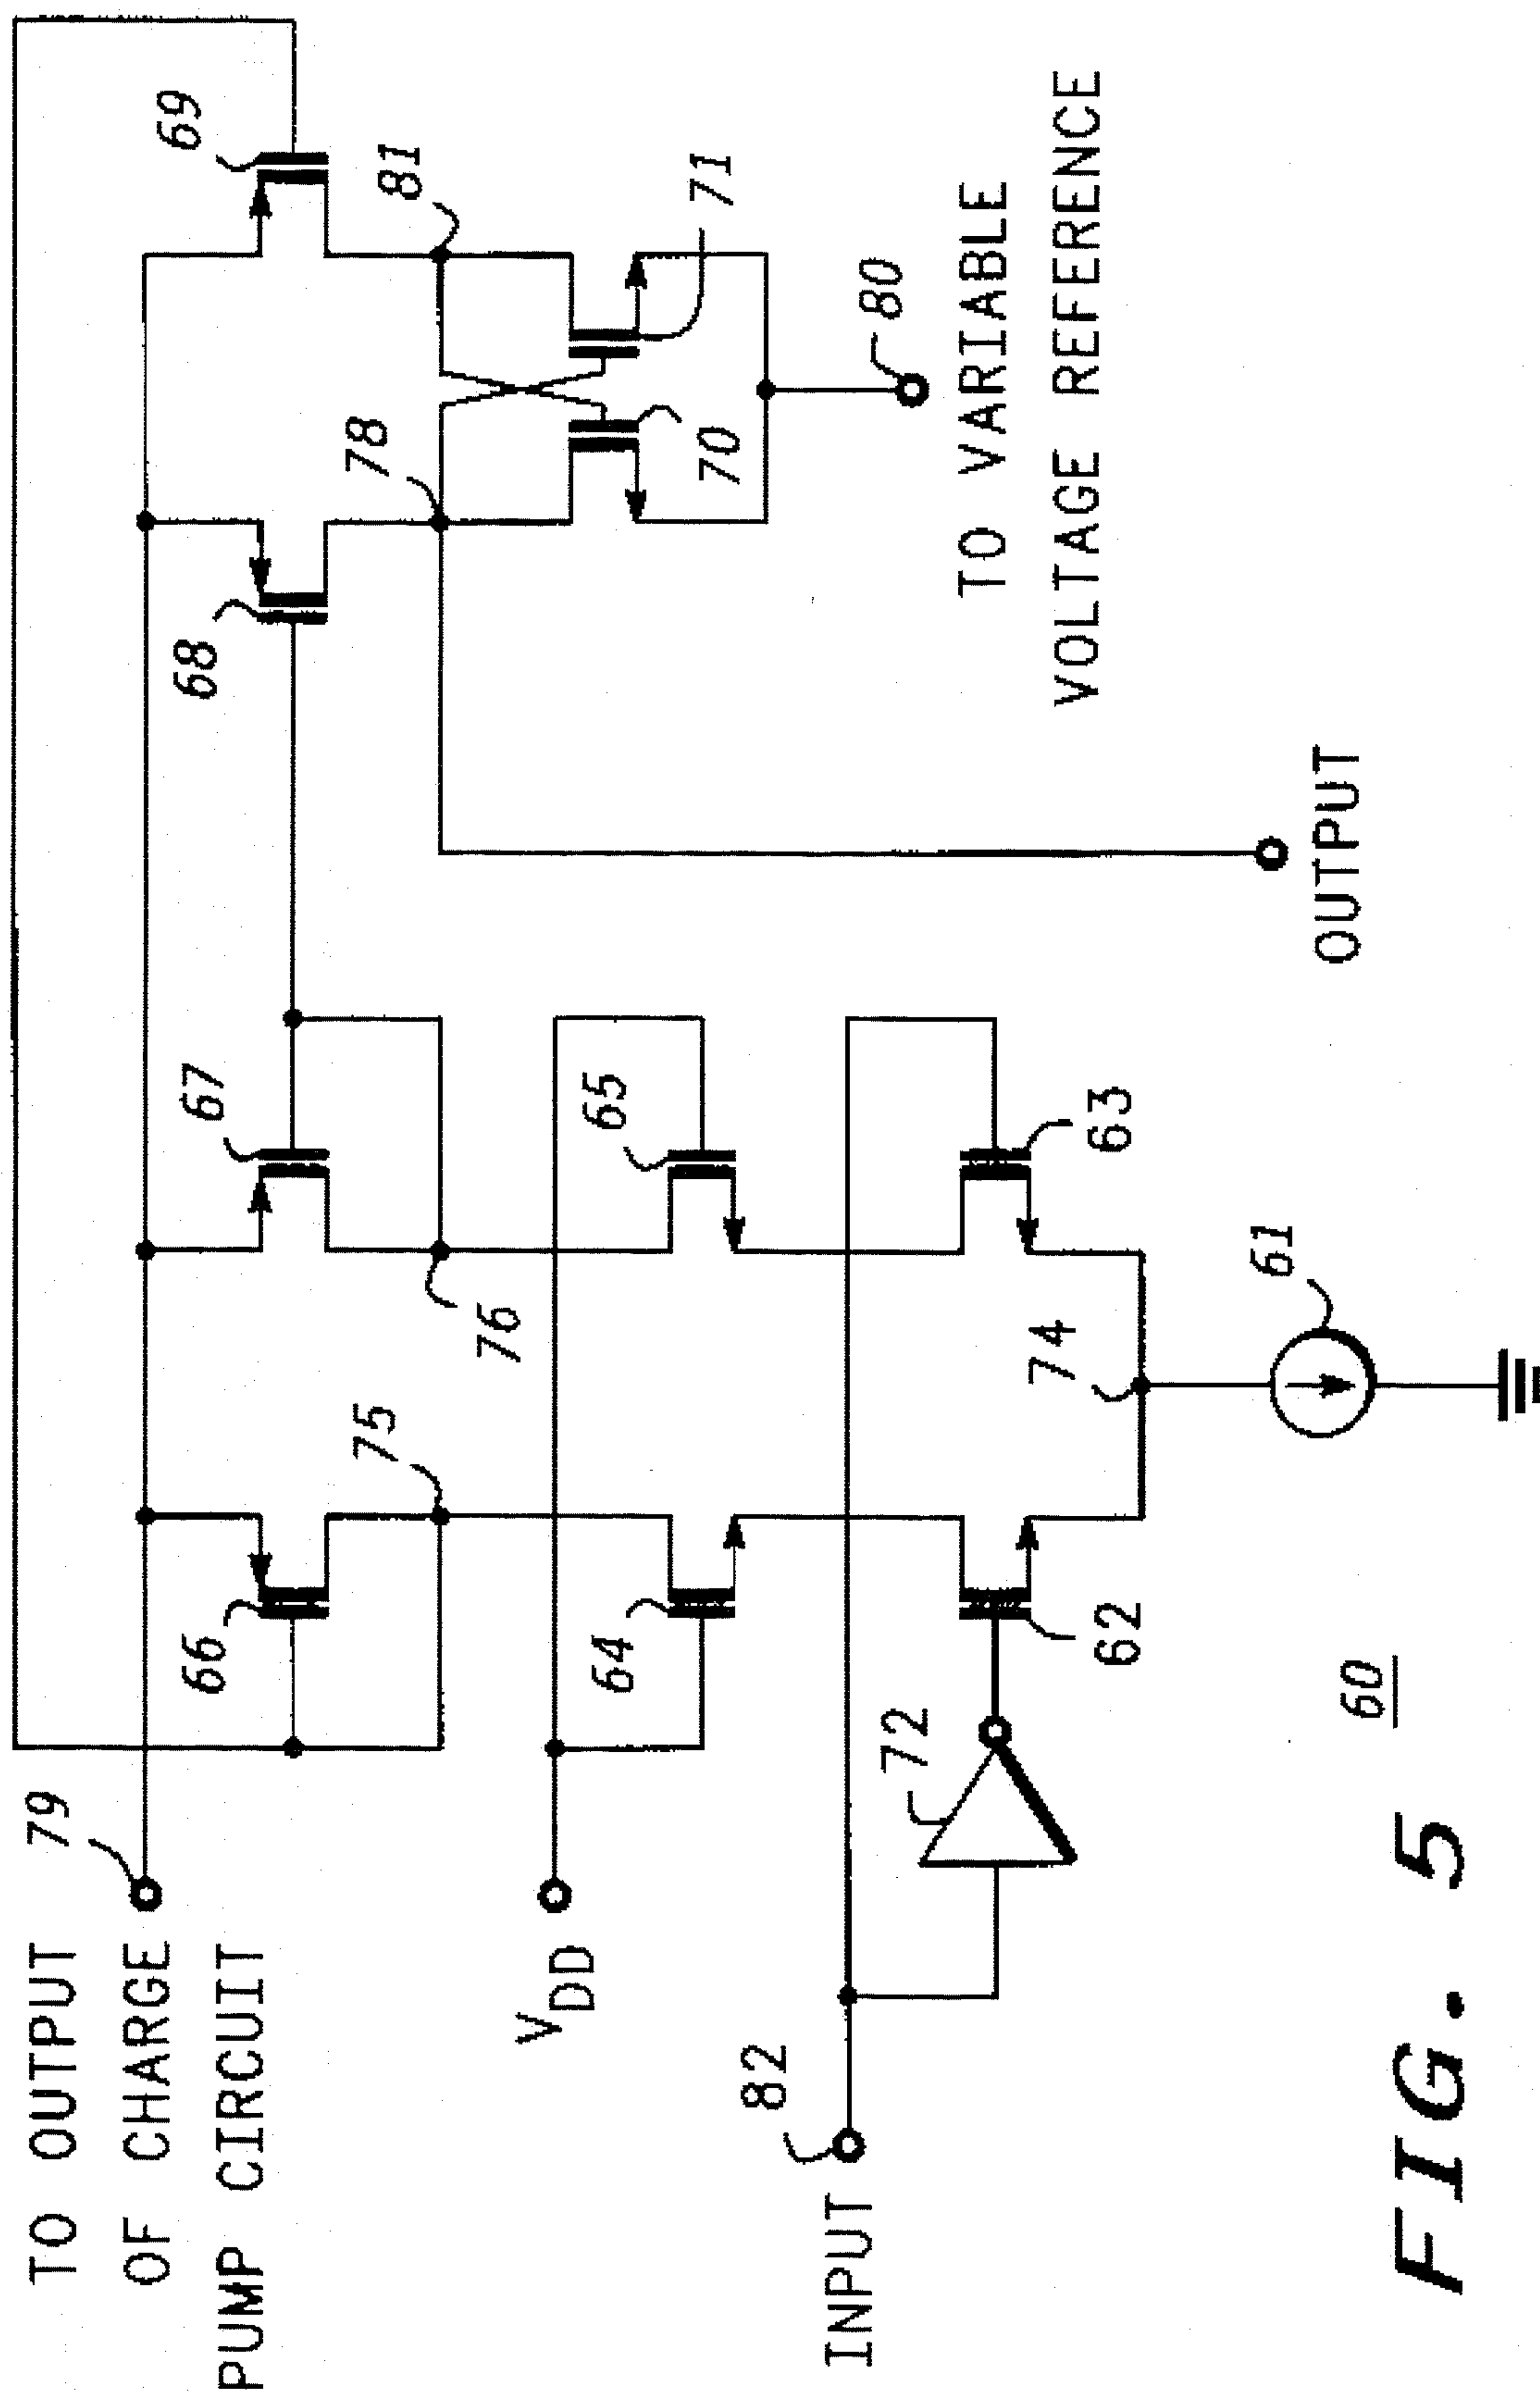 TO OUTPUT
OF CHARGE
PUMP CIRCUIT
79
66
67
68
69
75
76
78
81
VDD
64
65
70
71
80
TO VARIABLE
VOLTAGE REFERENCE
INPUT
82
72
62
63
74
61
OUTPUT
60
FIG. 5